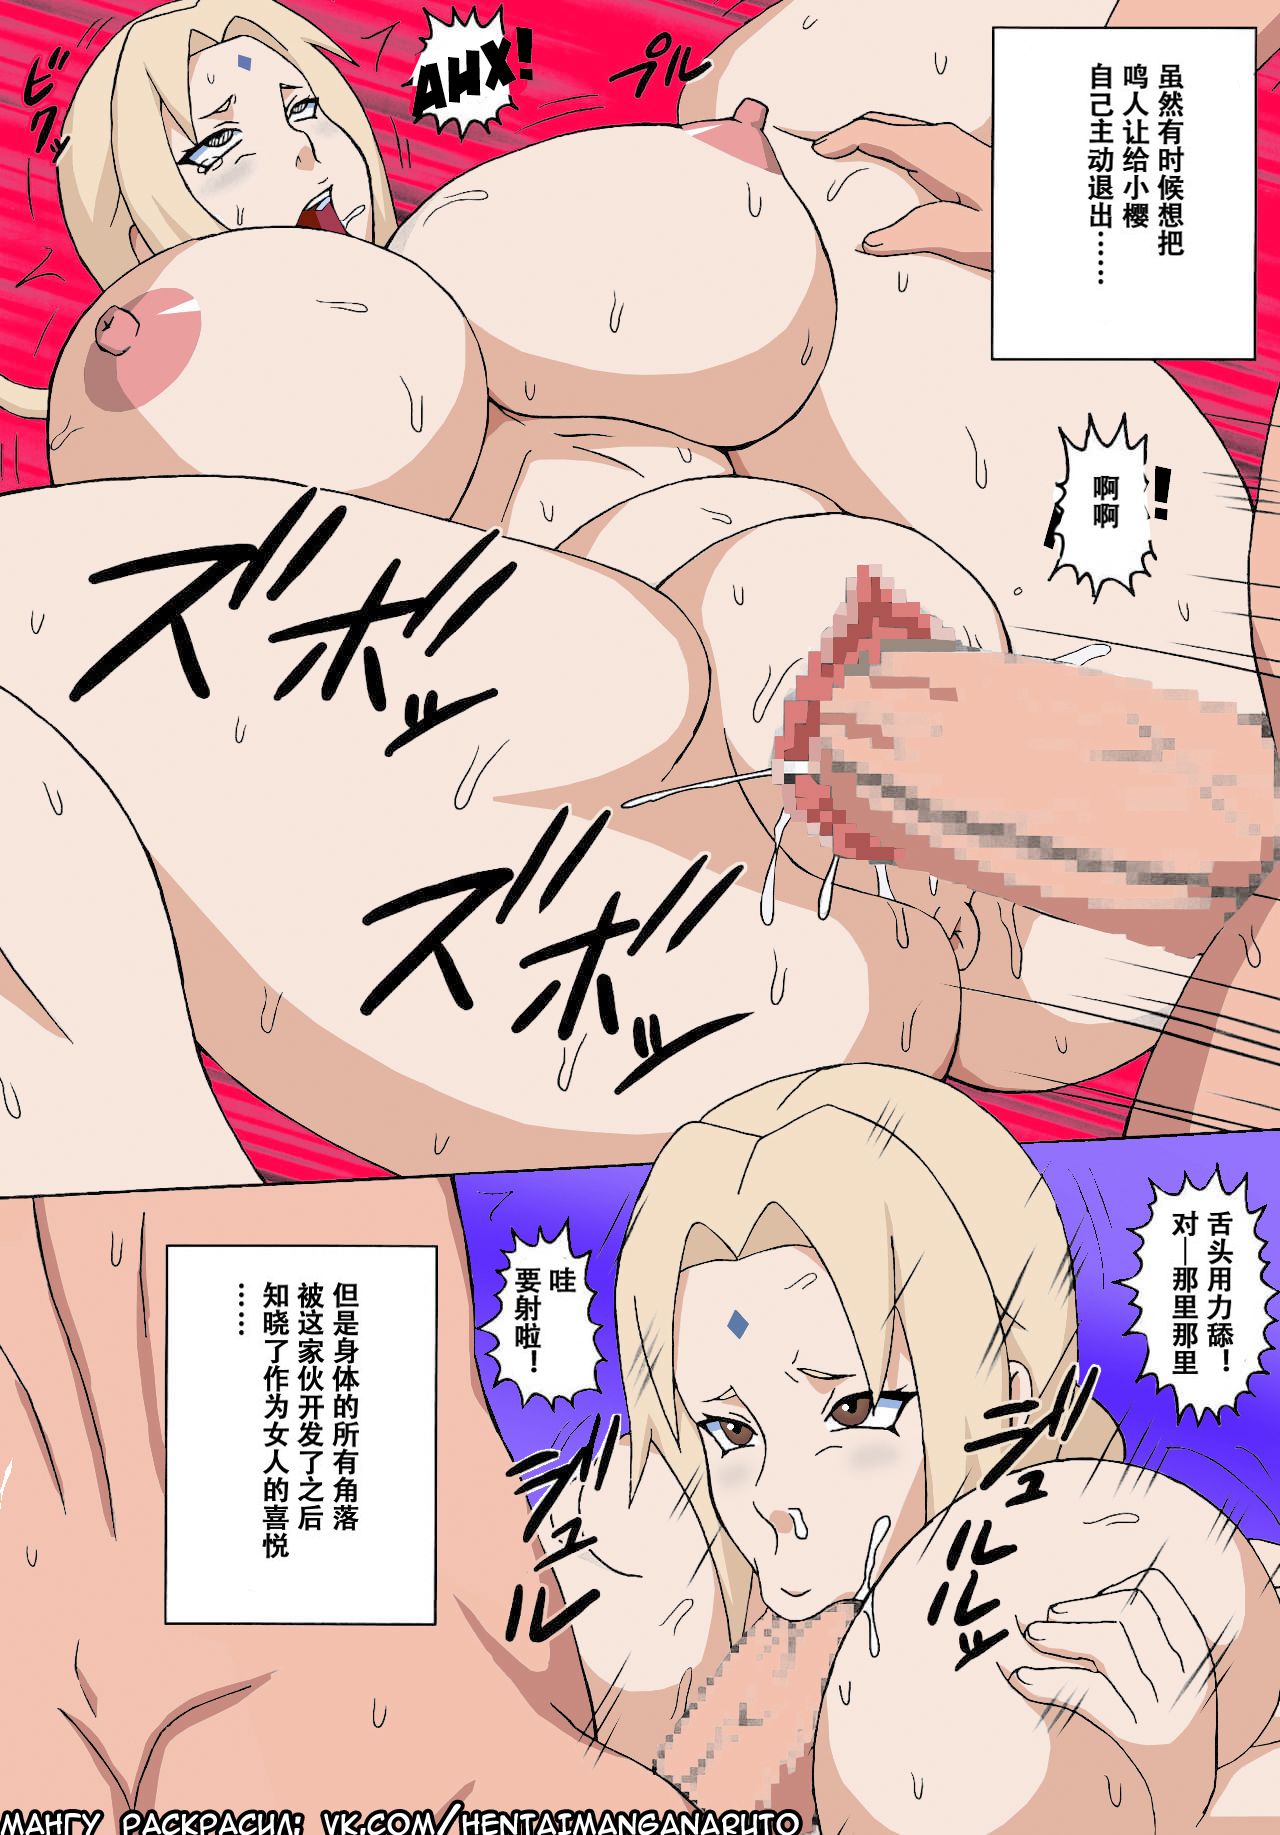 虽然有时候想把
鸣人让给小樱
自己主动退出……
ビクッ
АНХ!
プル
啊
啊
!
ズボッ
ズボッ
舌头用力舔！
对—那里那里
哇
要射啦！
ジュルル
ジュルルッ
但是身体的所有角落
被这家伙开发了之后
知晓了作为女人的喜悦
……
МАНГУ РАСКРАСИЛ: VK.COM/HENTAIMANGANARUTO